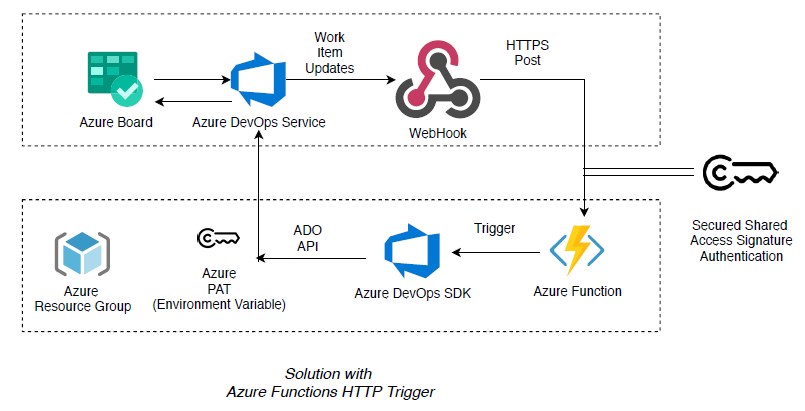 Work
Item
Updates
HTTPS
Post
Azure Board
Azure DevOps Service
WebHook
Secured Shared
Access Signature
Authentication
ADO
API
Trigger
Azure
Resource Group
Azure
PAT
(Environment Variable)
Azure DevOps SDK
Azure Function
Solution with
Azure Functions HTTP Trigger